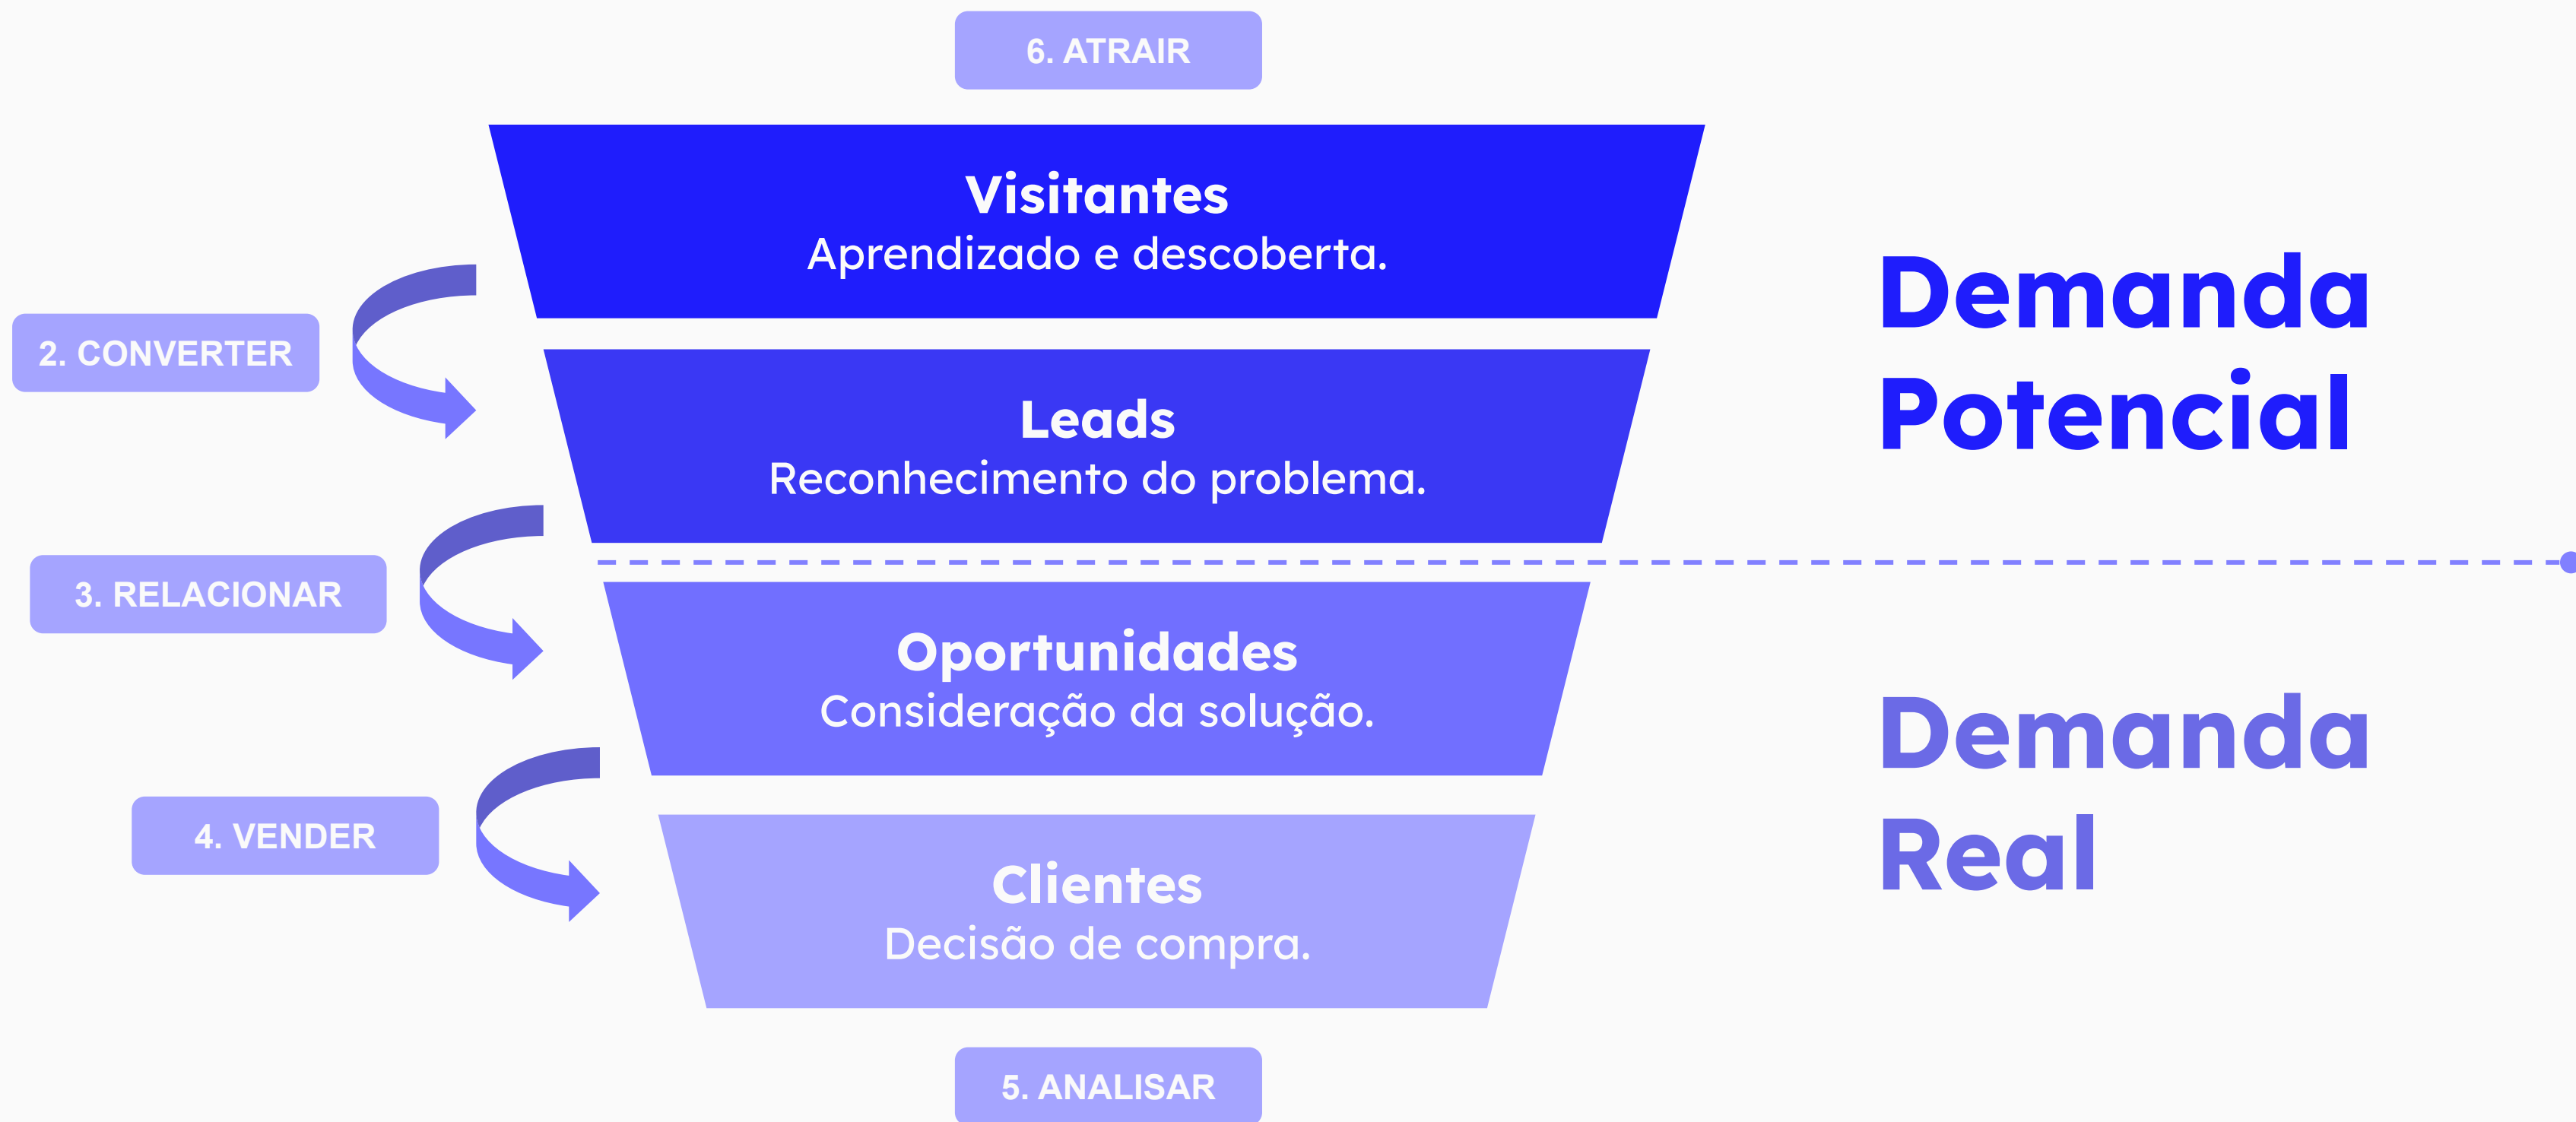 6. ATRAIR
Visitantes
Aprendizado e descoberta.
2. CONVERTER
Leads
Reconhecimento do problema.
Demanda
Potencial
3. RELACIONAR
Oportunidades
Consideração da solução.
4. VENDER
Clientes
Decisão de compra.
Demanda
Real
5. ANALISAR